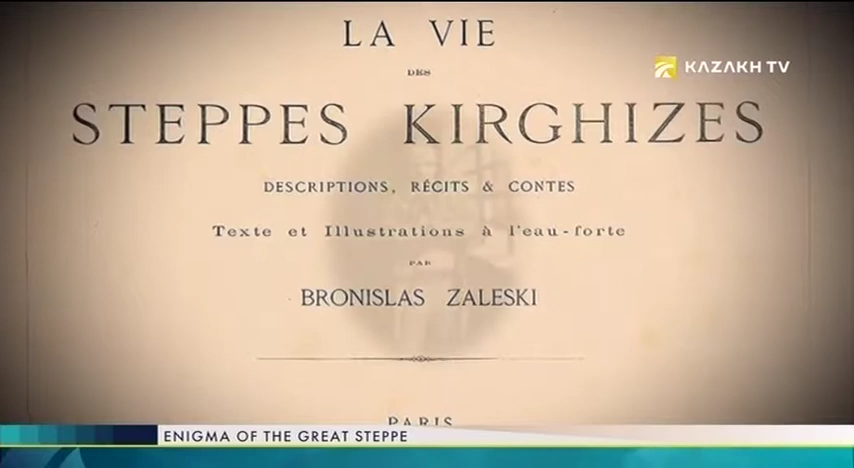 LA VIE
DES
KAZAKH TV
STEPPES KIRGHIZES
DESCRIPTIONS, RÉCITS & CONTES
Texte et Illustrations à l'eau-forte
PAR
BRONISLAS ZALESKI
PARIS
ENIGMA OF THE GREAT STEPPE